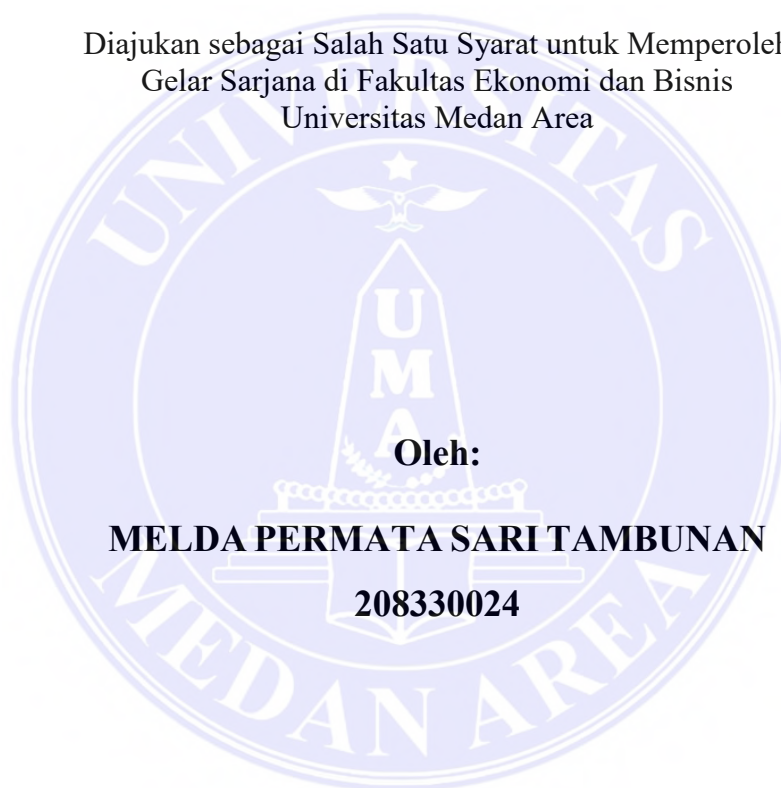 Diajukan sebagai Salah Satu Syarat untuk Memperoleh
Gelar Sarjana di Fakultas Ekonomi dan Bisnis
Universitas Medan Area
UNIVERSITAS
U
M
A
Oleh:
MELDA PERMATA SARI TAMBUNAN
208330024
MEDAN AREA